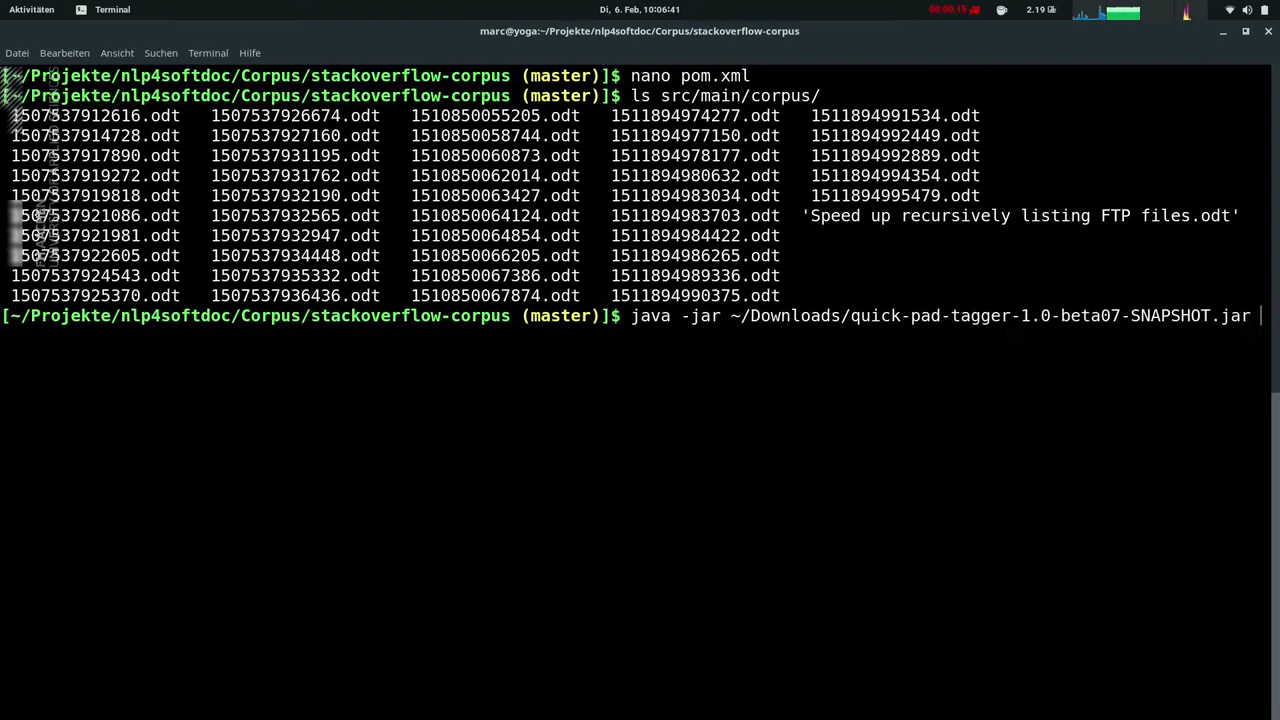 Aktivitäten Terminal Di, 6. Feb, 10:06:41 00:00:15 2.19
marc@yoga:~/Projekte/nlp4softdoc/Corpus/stackoverflow-corpus
Datei Bearbeiten Ansicht Suchen Terminal Hilfe
[~/Projekte/nlp4softdoc/Corpus/stackoverflow-corpus (master)]$ nano pom.xml
[~/Projekte/nlp4softdoc/Corpus/stackoverflow-corpus (master)]$ ls src/main/corpus/
1507537912616.odt 1507537926674.odt 1510850055205.odt 1511894974277.odt 1511894991534.odt
1507537914728.odt 1507537927160.odt 1510850058744.odt 1511894977150.odt 1511894992449.odt
1507537917890.odt 1507537931195.odt 1510850060873.odt 1511894978177.odt 1511894992889.odt
1507537919272.odt 1507537931762.odt 1510850062014.odt 1511894980632.odt 1511894994354.odt
1507537919818.odt 1507537932190.odt 1510850063427.odt 1511894983034.odt 1511894995479.odt
1507537921086.odt 1507537932565.odt 1510850064124.odt 1511894983703.odt 'Speed up recursively listing FTP files.odt'
1507537921981.odt 1507537932947.odt 1510850064854.odt 1511894984422.odt
1507537922605.odt 1507537934448.odt 1510850066205.odt 1511894986265.odt
1507537924543.odt 1507537935332.odt 1510850067386.odt 1511894989336.odt
1507537925370.odt 1507537936436.odt 1510850067874.odt 1511894990375.odt
[~/Projekte/nlp4softdoc/Corpus/stackoverflow-corpus (master)]$ java -jar ~/Downloads/quick-pad-tagger-1.0-beta07-SNAPSHOT.jar